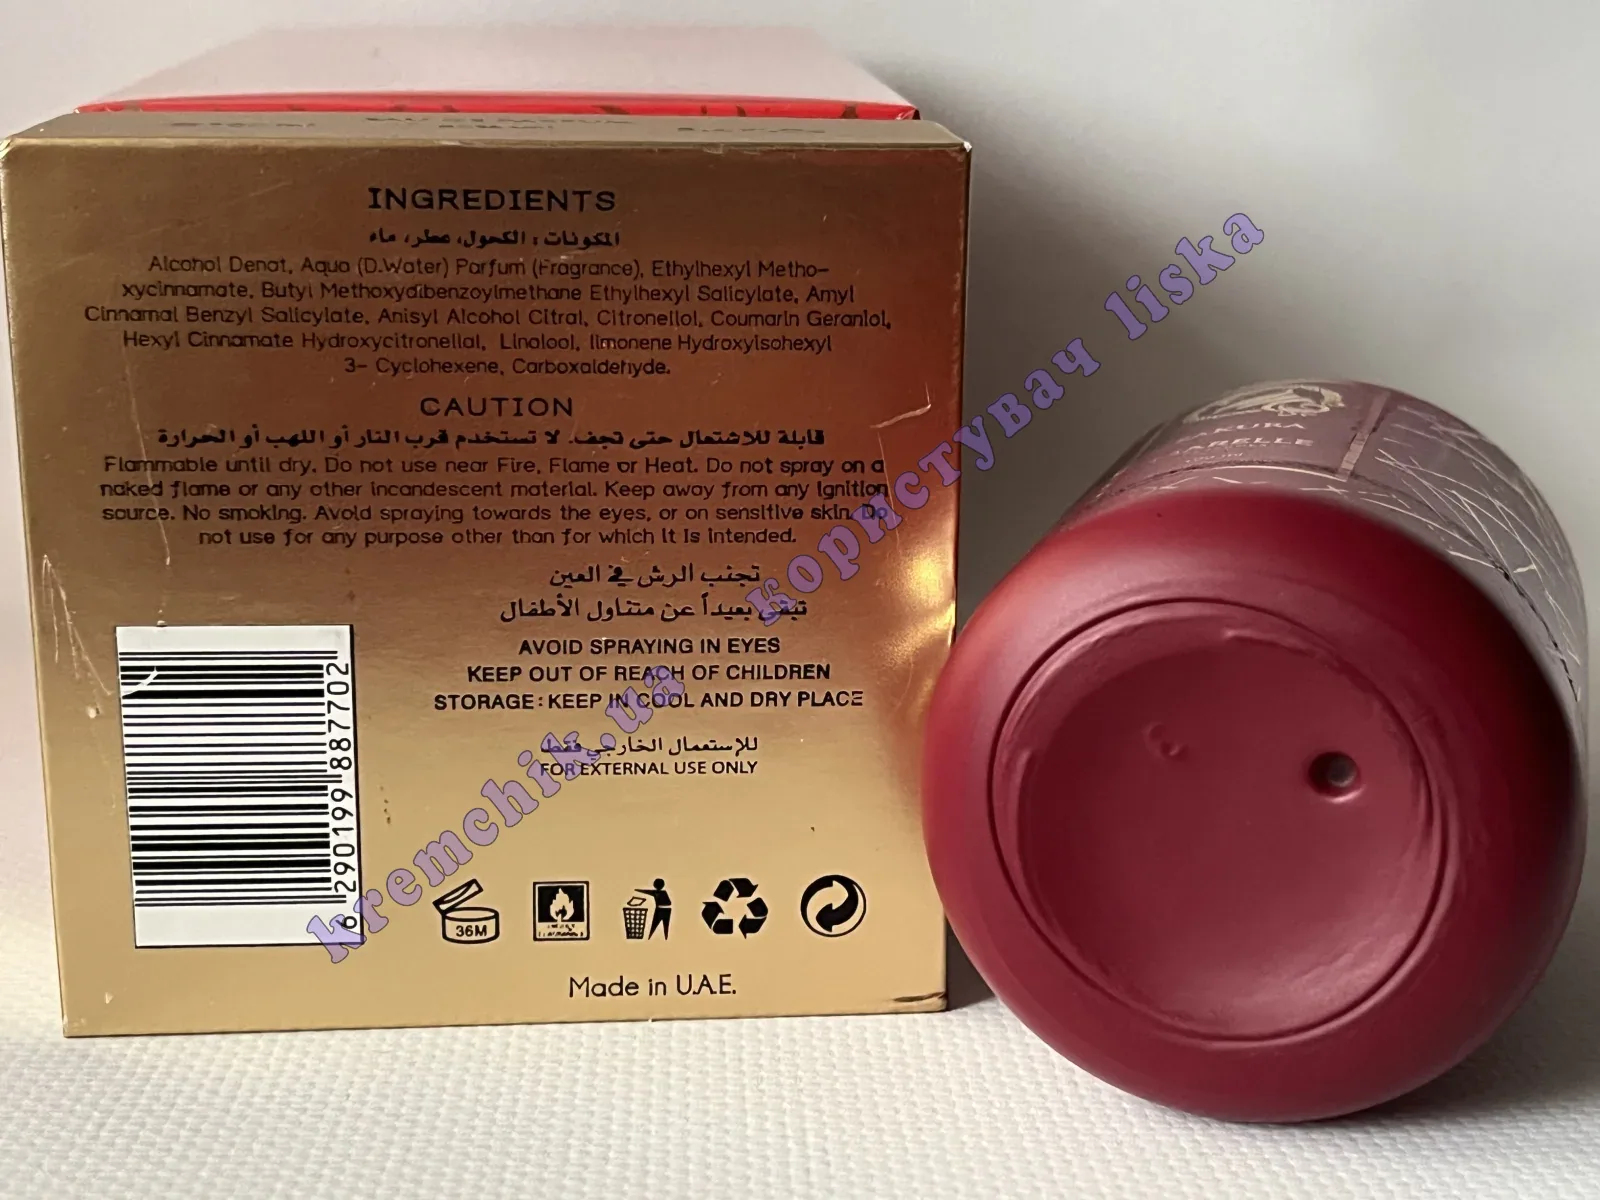 INGREDIENTS
المكونات : الكحول، عطر، ماء
Alcohol Denat, Aqua (D.Water) Parfum (Fragrance), Ethylhexyl Metho-
xycinnamate, Butyl Methoxydibenzoylmethane Ethylhexyl Salicylate, Amyl
Cinnamal Benzyl Salicylate, Anisyl Alcohol Citral, Citronellol, Coumarin Geraniol,
Hexyl Cinnamate Hydroxycitronellal, Linalool, limonene Hydroxylsohexyl
3- Cyclohexene, Carboxaldehyde.
CAUTION
قابلة للاشتعال حتى تجف. لا تستخدم قرب النار أو اللهب أو الحرارة
Flammable until dry. Do not use near Fire, Flame or Heat. Do not spray on a
naked flame or any other incandescent material. Keep away from any ignition
source. No smoking. Avoid spraying towards the eyes, or on sensitive skin. Do
not use for any purpose other than for which it is intended.
تجنب الرش في العين
تبقى بعيداً عن متناول الأطفال
AVOID SPRAYING IN EYES
KEEP OUT OF REACH OF CHILDREN
STORAGE : KEEP IN COOL AND DRY PLACE
للإستعمال الخارجي فقط
FOR EXTERNAL USE ONLY
6 290199 887702
36M
Made in U.A.E.
kremchik.ua користувач liska